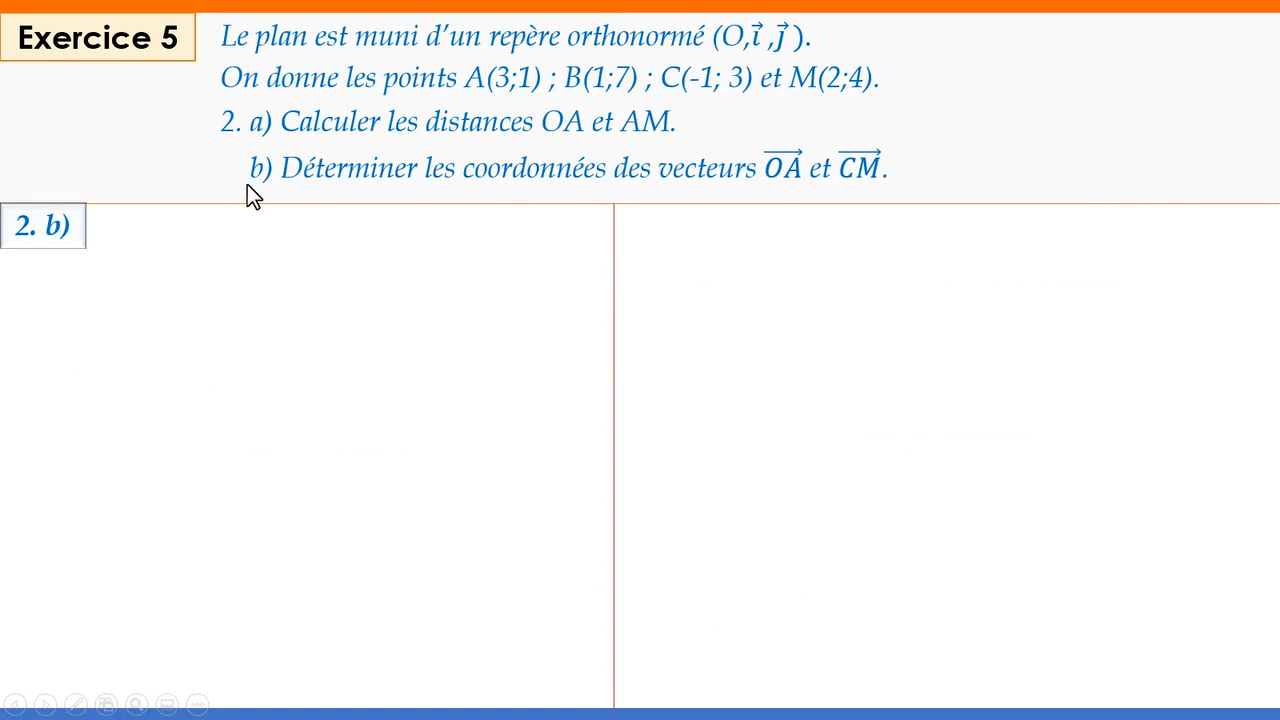 Exercice 5
Le plan est muni d'un repère orthonormé (O,i⃗ ,j⃗ ).
On donne les points A(3;1) ; B(1;7) ; C(-1; 3) et M(2;4).
2. a) Calculer les distances OA et AM.
b) Déterminer les coordonnées des vecteurs $\overrightarrow{OA}$ et $\overrightarrow{CM}$.
2. b)